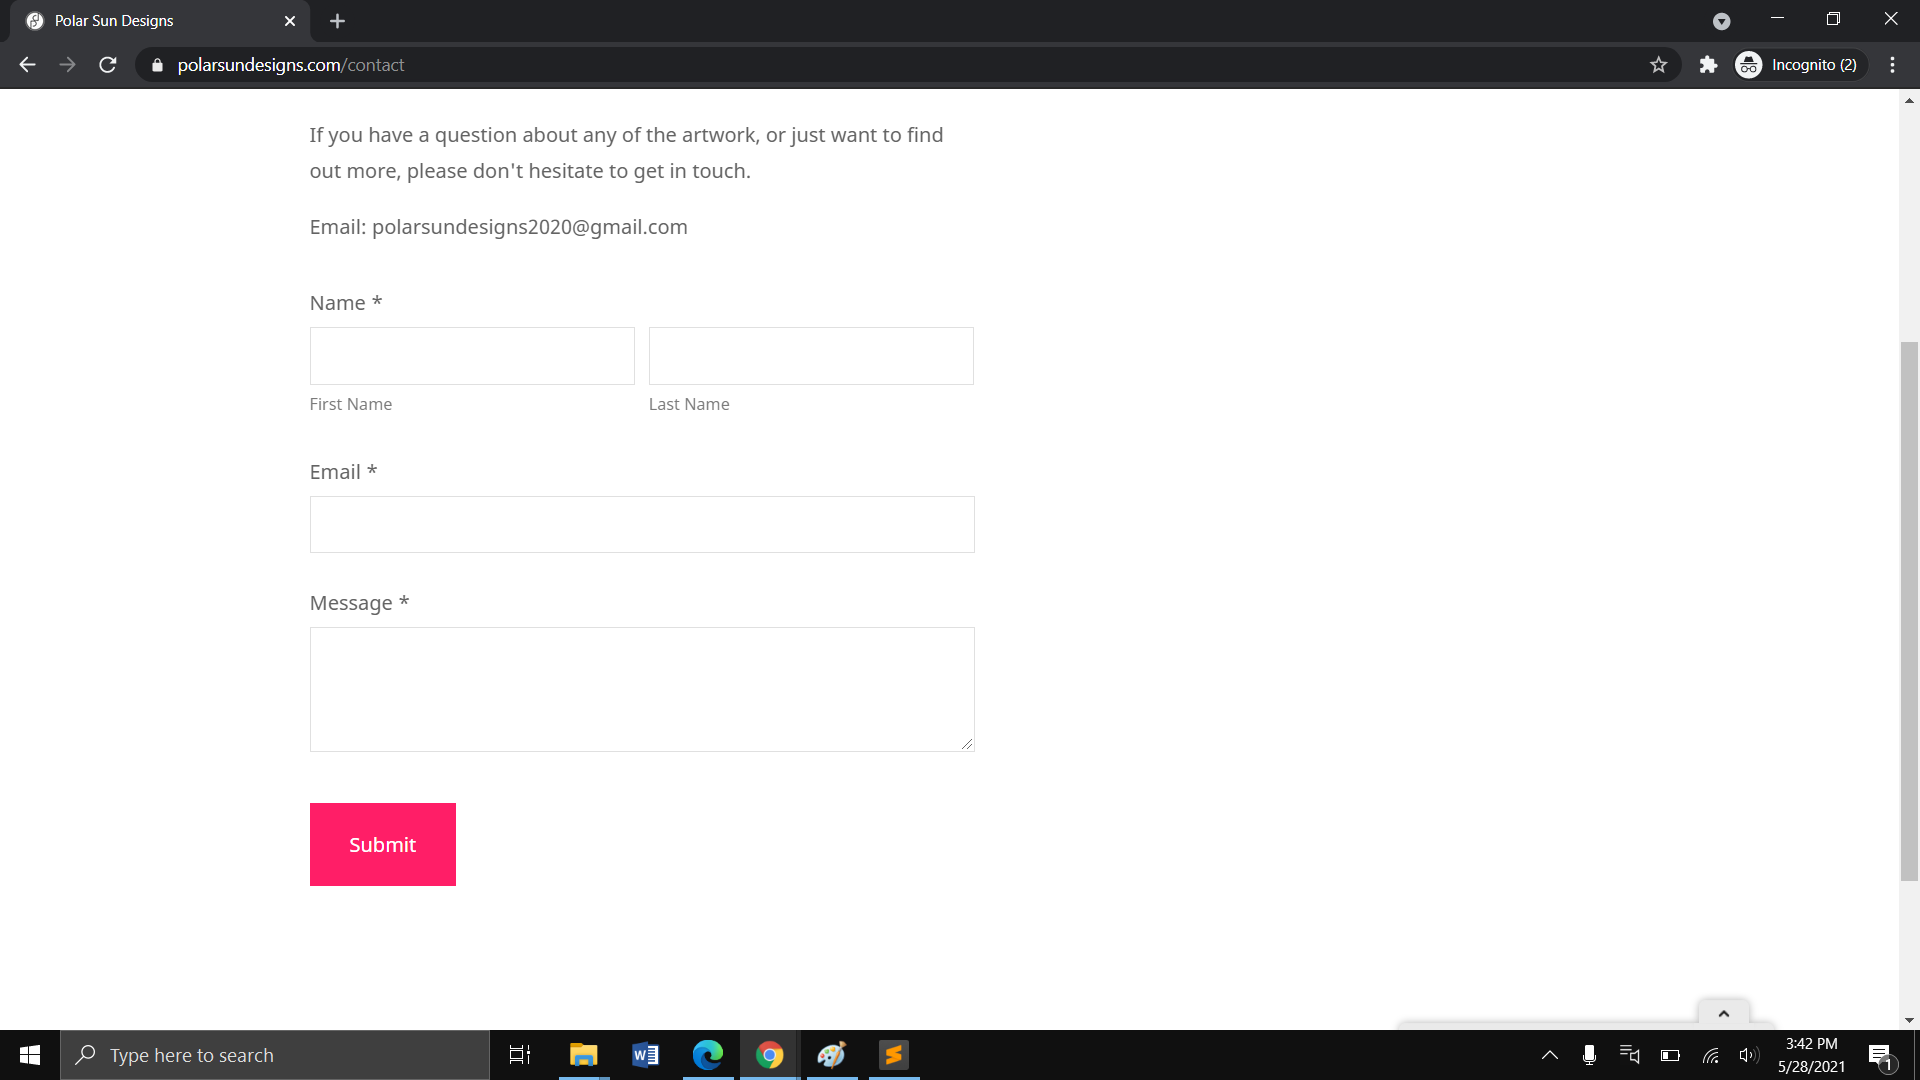 Polar Sun Designs
polarsundesigns.com/contact
Incognito (2)
If you have a question about any of the artwork, or just want to find
out more, please don't hesitate to get in touch.
Email: polarsundesigns2020@gmail.com
Name *
First Name
Last Name
Email *
Message *
Submit
Type here to search
3:42 PM
5/28/2021
1